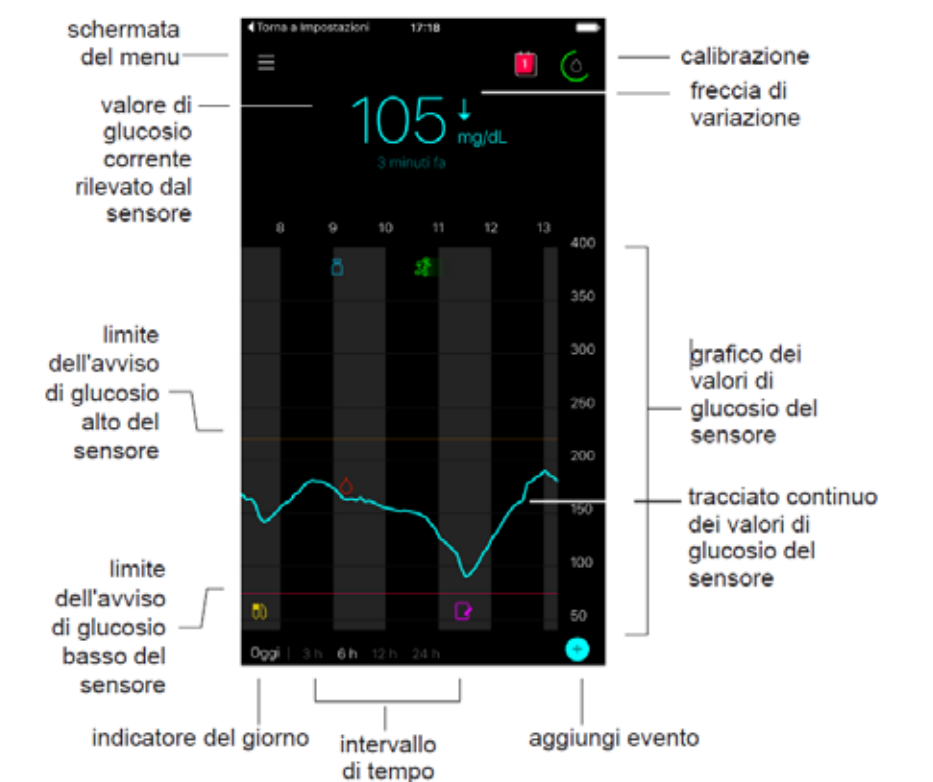 schermata
del menu
valore di
glucosio
corrente
rilevato dal
sensore
limite
dell'avviso
di glucosio
alto del
sensore
limite
dell'avviso
di glucosio
basso del
sensore
Torna a Impostazioni 17:18
1
105 mg/dL
3 minuti fa
8 9 10 11 12 13
400
350
300
250
200
150
100
50
Oggi 3 h 6 h 12 h 24 h
+
calibrazione
freccia di
variazione
grafico dei
valori di
glucosio del
sensore
tracciato continuo
dei valori di
glucosio del
sensore
indicatore del giorno
intervallo
di tempo
aggiungi evento